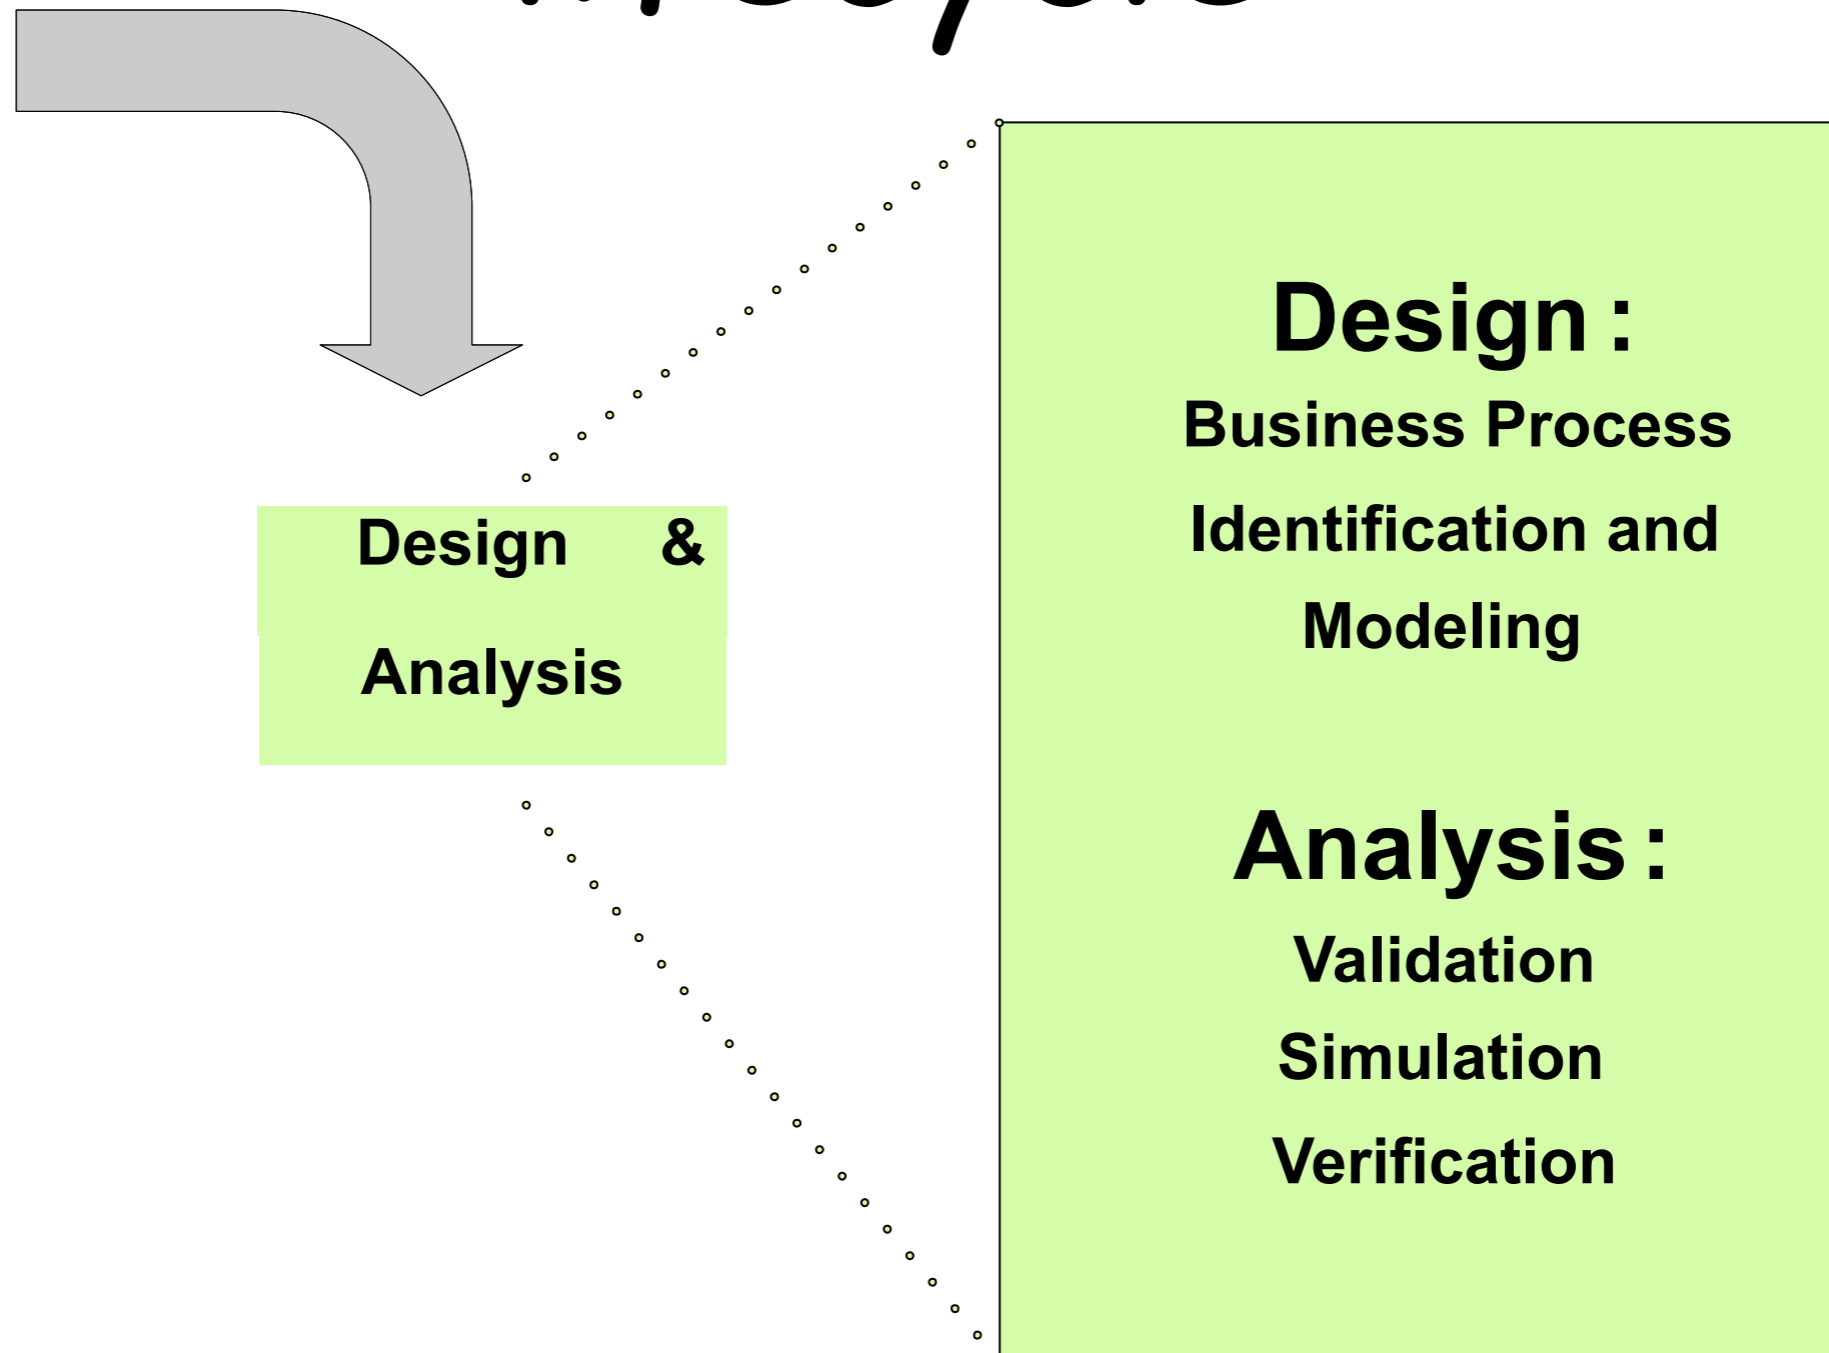 Design &
Analysis
Design :
Business Process
Identification and
Modeling
Analysis :
Validation
Simulation
Verification